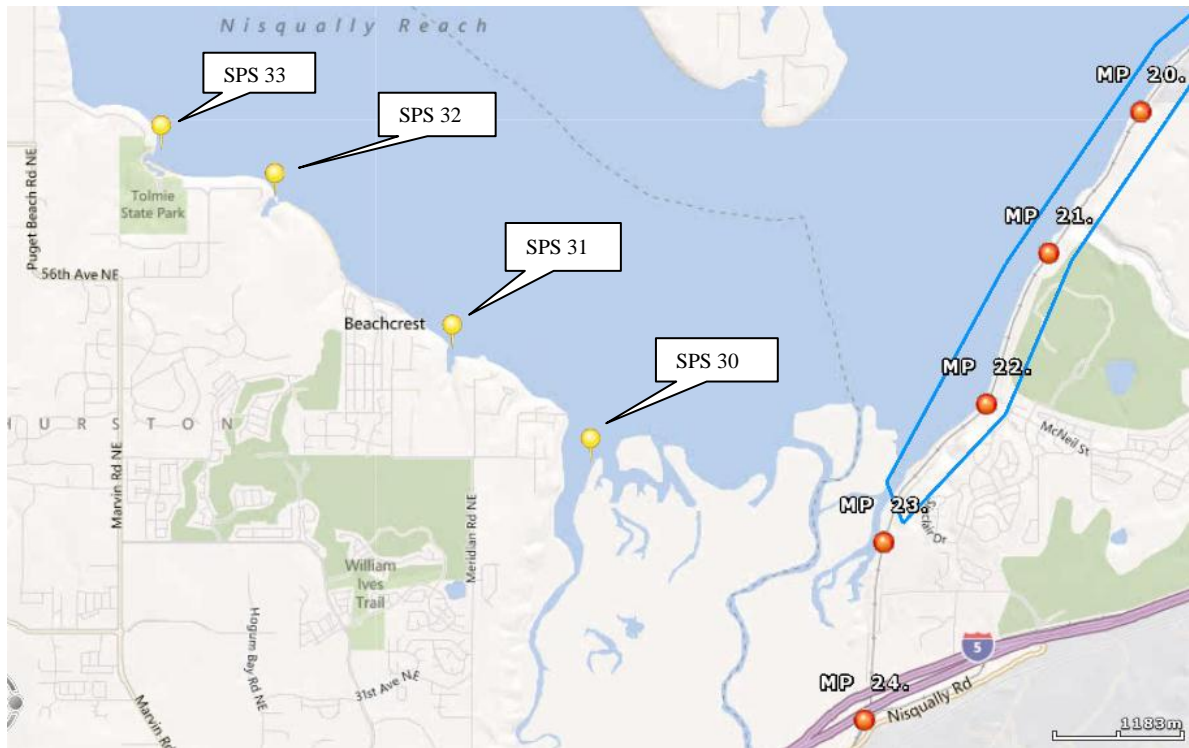 Nisqually Reach
SPS 33
MP 20.
SPS 32
Puget Beach Rd NE
Tolmie
State Park
MP 21.
SPS 31
56th Ave NE
Beachcrest
SPS 30
MP 22.
HURSTON
McNeil St
Marvin Rd NE
MP 23.
Meridian Rd NE
William
Ives
Trail
Hogum Bay Rd NE
5
31st Ave NE
MP 24.
Nisqually Rd
Marvin Rd
1183m